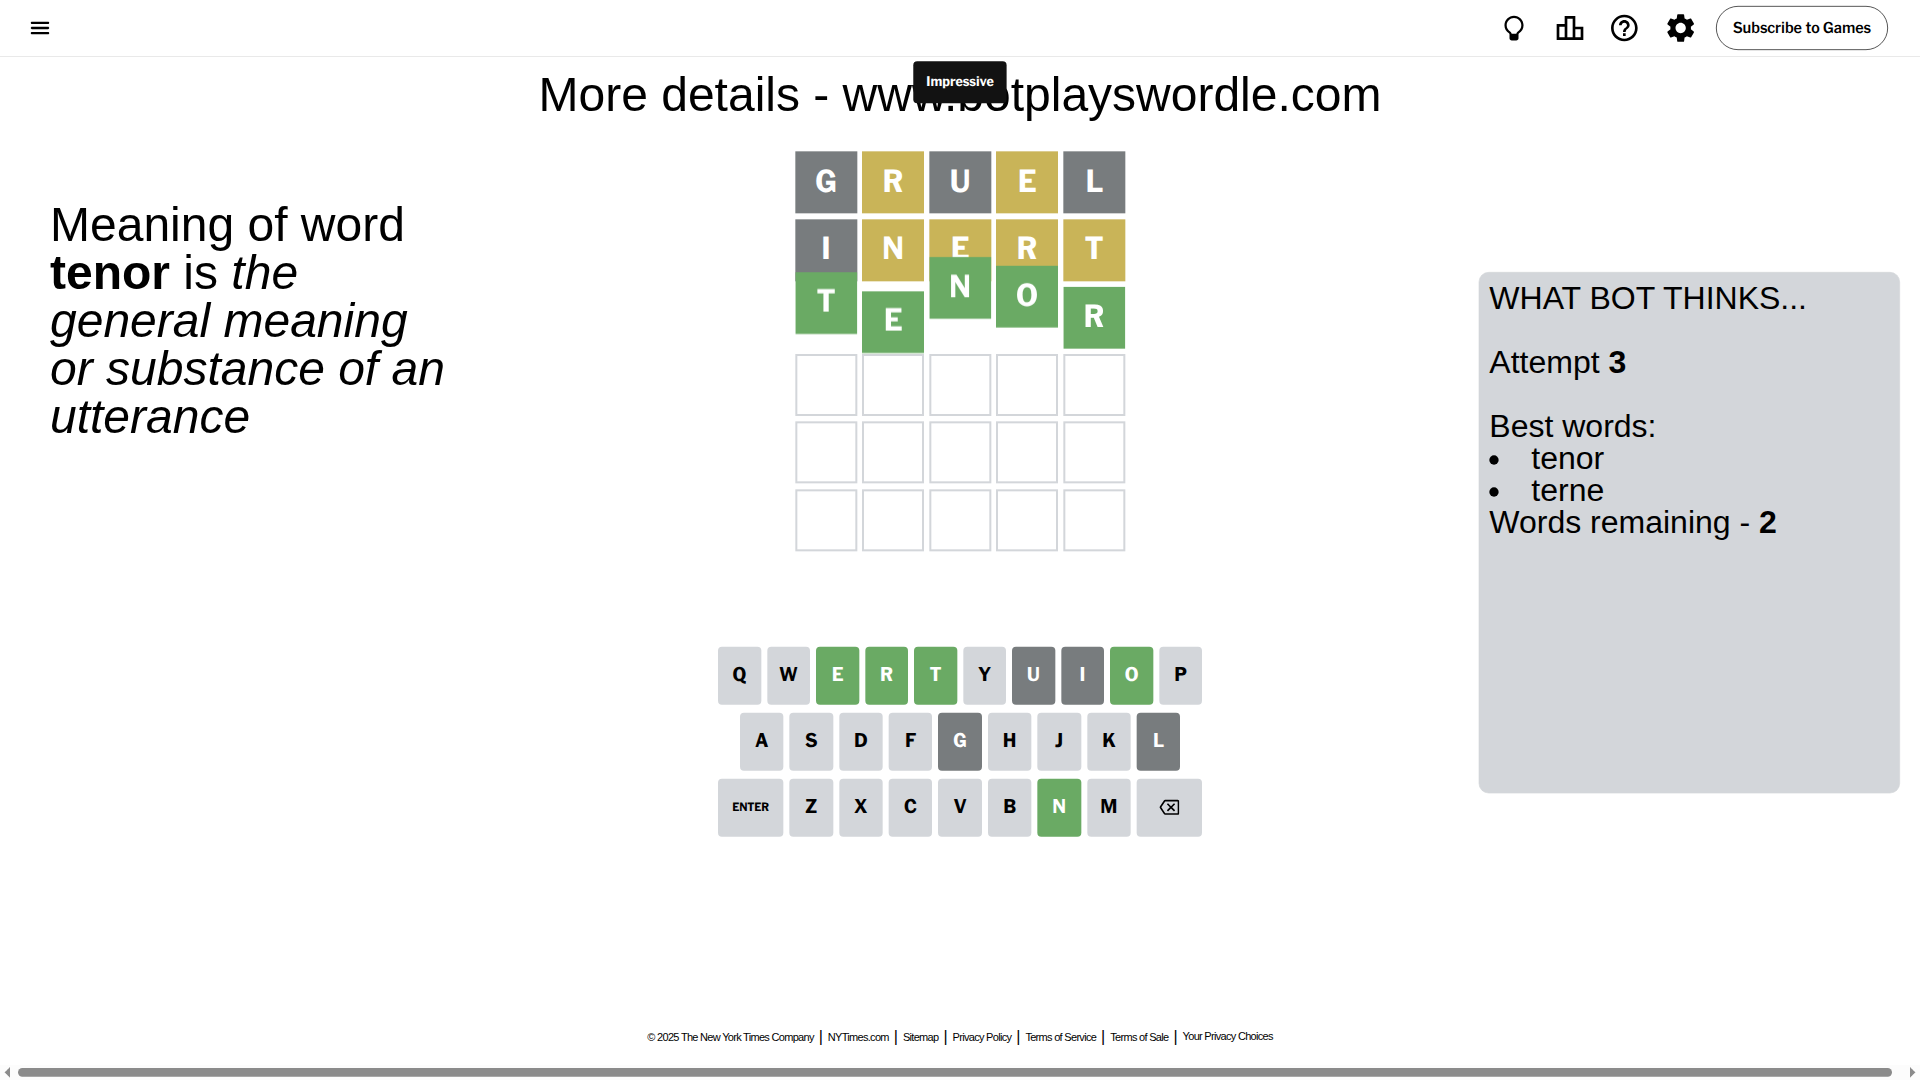 Subscribe to Games
Impressive
More details - www.botplayswordle.com
Meaning of word
tenor is the
general meaning
or substance of an
utterance
G R U E L
I N E R T
T E N O R
WHAT BOT THINKS...
Attempt 3
Best words:
• tenor
• terne
Words remaining - 2
Q W E R T Y U I O P
A S D F G H J K L
ENTER Z X C V B N M
© 2025 The New York Times Company | NYTimes.com | Sitemap | Privacy Policy | Terms of Service | Terms of Sale | Your Privacy Choices